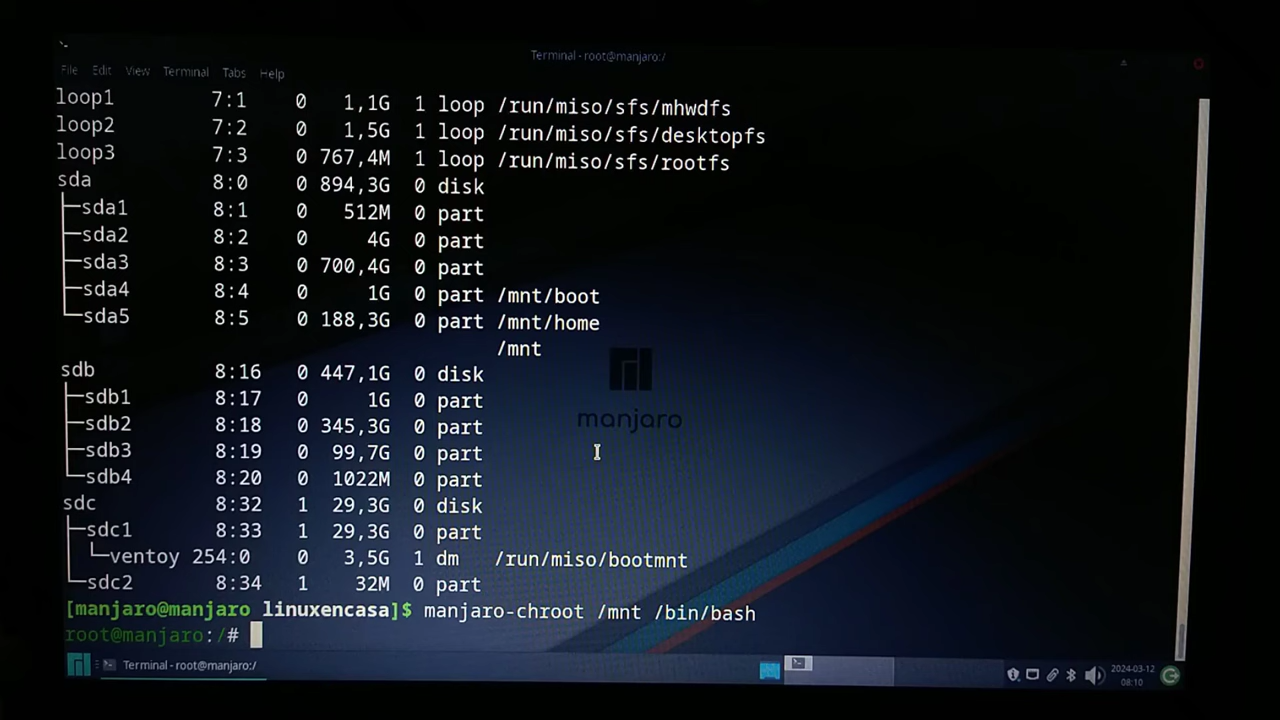 Terminal - root@manjaro:/
File Edit View Terminal Tabs Help
loop1 7:1 0 1,1G 1 loop /run/miso/sfs/mhwdfs
loop2 7:2 0 1,5G 1 loop /run/miso/sfs/desktopfs
loop3 7:3 0 767,4M 1 loop /run/miso/sfs/rootfs
sda 8:0 0 894,3G 0 disk
├─sda1 8:1 0 512M 0 part
├─sda2 8:2 0 4G 0 part
├─sda3 8:3 0 700,4G 0 part
├─sda4 8:4 0 1G 0 part /mnt/boot
└─sda5 8:5 0 188,3G 0 part /mnt/home
/mnt
sdb 8:16 0 447,1G 0 disk
├─sdb1 8:17 0 1G 0 part
├─sdb2 8:18 0 345,3G 0 part
├─sdb3 8:19 0 99,7G 0 part
└─sdb4 8:20 0 1022M 0 part
sdc 8:32 1 29,3G 0 disk
├─sdc1 8:33 1 29,3G 0 part
│ └─ventoy 254:0 0 3,5G 1 dm /run/miso/bootmnt
└─sdc2 8:34 1 32M 0 part
[manjaro@manjaro linuxencasa]$ manjaro-chroot /mnt /bin/bash
root@manjaro:/#
manjaro
Terminal - root@manjaro:/
2024-03-12
08:10